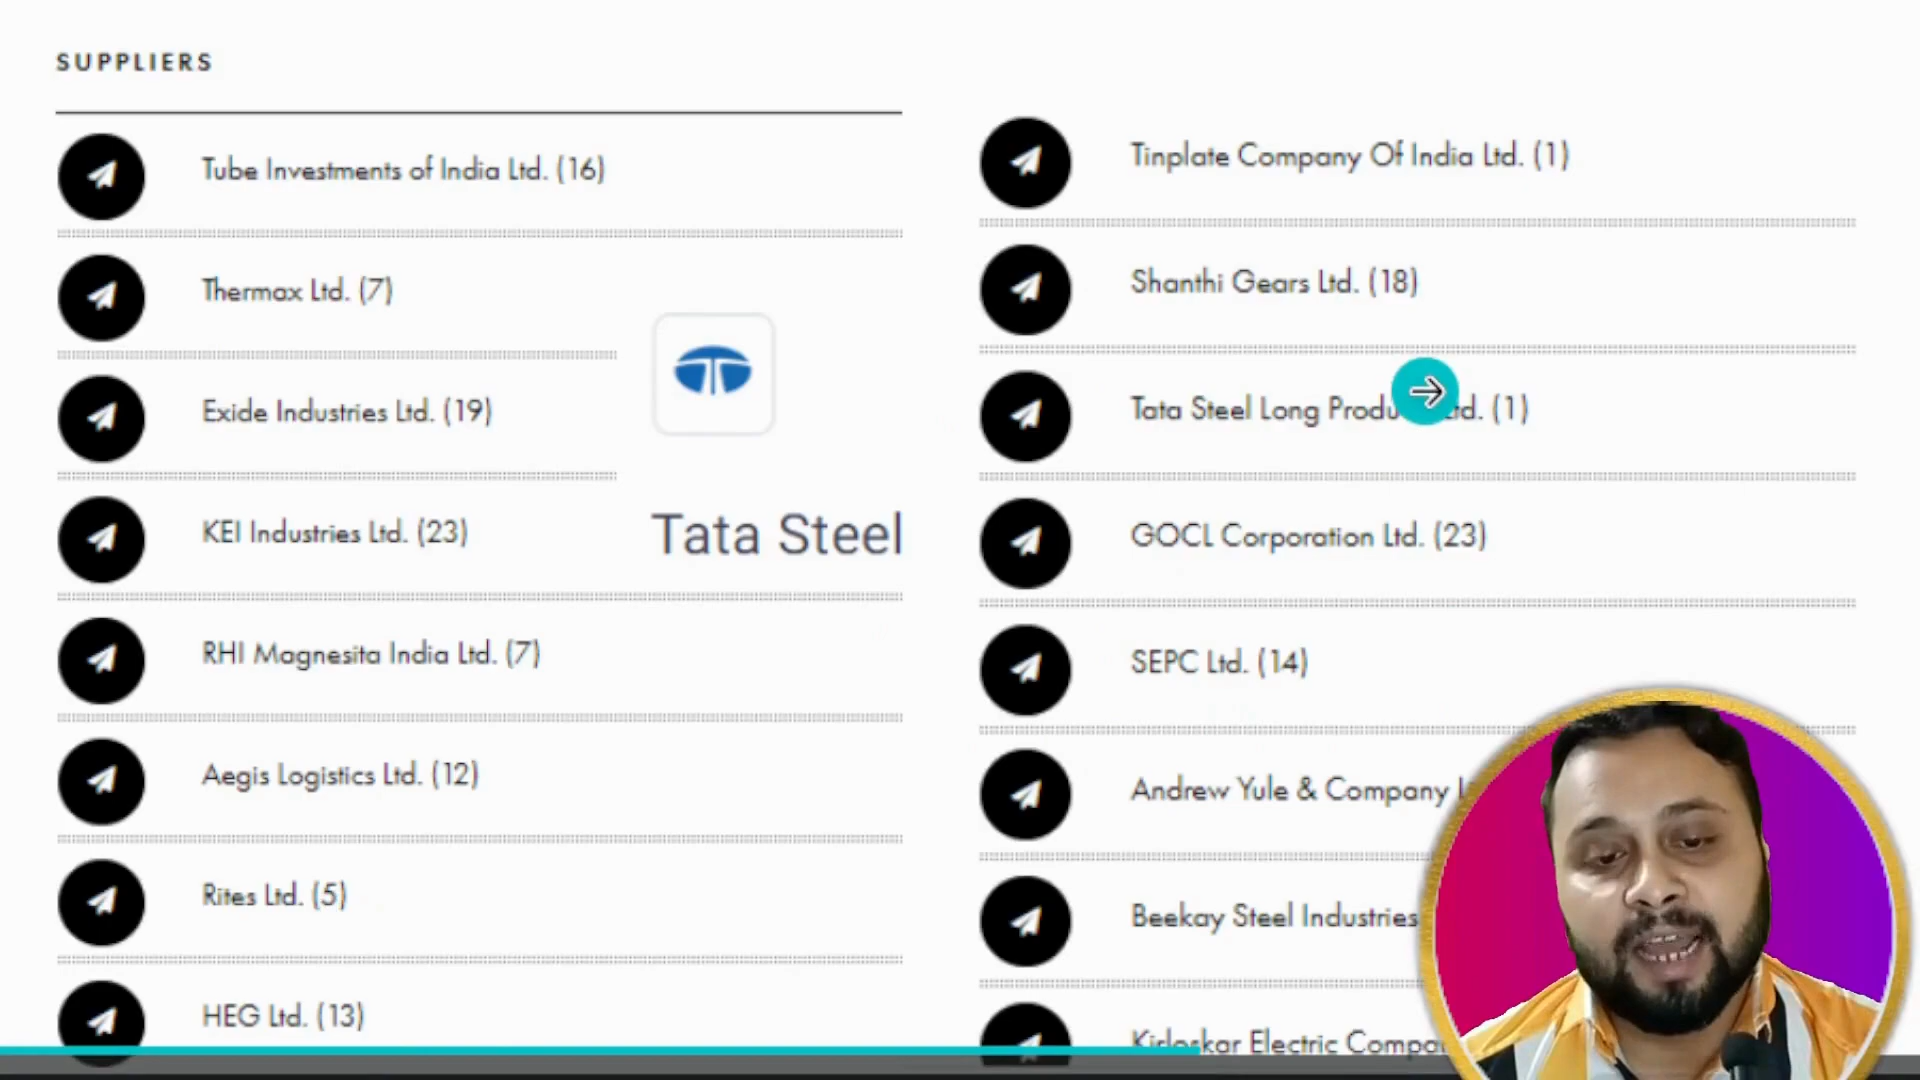 SUPPLIERS
Tube Investments of India Ltd. (16)
Thermax Ltd. (7)
Exide Industries Ltd. (19)
KEI Industries Ltd. (23)
RHI Magnesita India Ltd. (7)
Aegis Logistics Ltd. (12)
Rites Ltd. (5)
HEG Ltd. (13)
Tata Steel
Tinplate Company Of India Ltd. (1)
Shanthi Gears Ltd. (18)
Tata Steel Long (1)
GOCL Corporation Ltd. (23)
SEPC Ltd. (14)
Andrew Yule & Company
Beekay Steel Industries
Kirloskar Electric